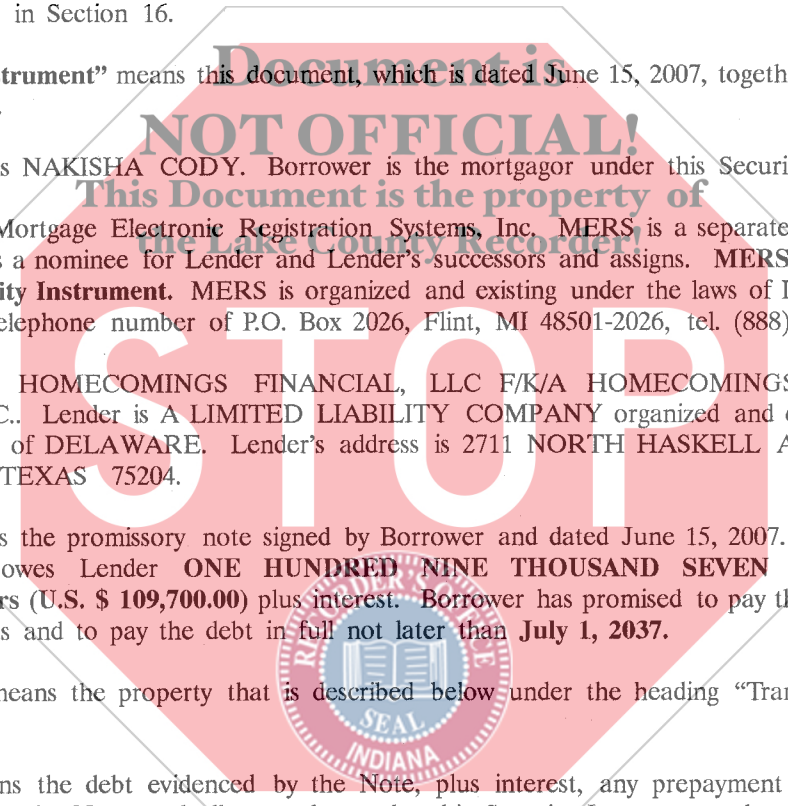 in Section 16.
Document is
strument” means this document, which is dated June 15, 2007, togeth
NOT OFFICIAL!
s NAKISHA CODY. Borrower is the mortgagor under this Securi
This Document is the property of
Mortgage Electronic Registration Systems, Inc. MERS is a separate
the Lake County Recorder!
s a nominee for Lender and Lender's successors and assigns. MERS
ity Instrument. MERS is organized and existing under the laws of D
elephone number of P.O. Box 2026, Flint, MI 48501-2026, tel. (888)
STOP
HOMECOMINGS FINANCIAL, LLC F/K/A HOMECOMINGS
C.. Lender is A LIMITED LIABILITY COMPANY organized and
of DELAWARE. Lender's address is 2711 NORTH HASKELL A
TEXAS 75204.
s the promissory note signed by Borrower and dated June 15, 2007.
owes Lender ONE HUNDRED NINE THOUSAND SEVEN
rs (U.S. $ 109,700.00) plus interest. Borrower has promised to pay th
s and to pay the debt in full not later than July 1, 2037.
RECORDER'S OFFICE
means the property that is described below under the heading “Tran
SEAL
INDIANA
ns the debt evidenced by the Note, plus interest, any prepayment